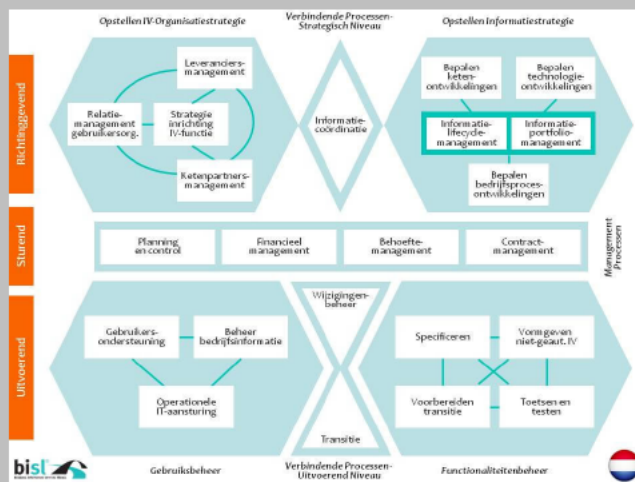 Opstellen IV-Organisatiestrategie
Verbindende Processen-
Strategisch Niveau
Opstellen Informatiestrategie
Richtinggevend
Leveranciers-
management
Relatie-
management
gebruikersorg.
Strategie
inrichting
IV-functie
Ketenpartners-
management
Informatie-
coördinatie
Bepalen
keten-
ontwikkelingen
Bepalen
technologie-
ontwikkelingen
Informatie-
lifecycle-
management
Informatie-
portfolio-
management
Bepalen
bedrijfsproces-
ontwikkelingen
Sturend
Planning
en control
Financieel
management
Behoefte-
management
Contract-
management
Management
Processen
Uitvoerend
Gebruikers-
ondersteuning
Beheer
bedrijfsinformatie
Operationele
IT-aansturing
Wijzigingen-
beheer
Transitie
Specificeren
Vormgeven
niet-geaut. IV
Voorbereiden
transitie
Toetsen en
testen
bisl
Gebruiksbeheer
Verbindende Processen-
Uitvoerend Niveau
Functionaliteitenbeheer